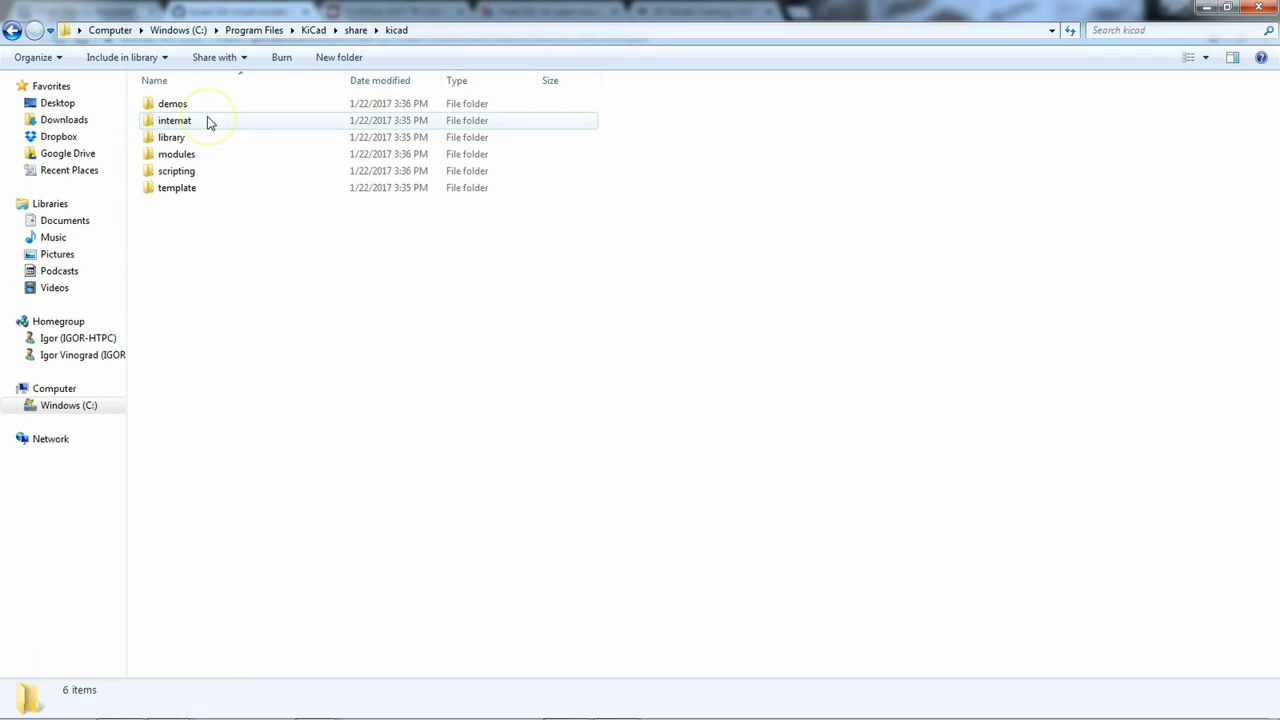 Computer Windows (C:) Program Files KiCad share kicad Search kicad
Organize Include in library Share with Burn New folder
Name Date modified Type Size
Favorites
Desktop
Downloads
Dropbox
Google Drive
Recent Places
Libraries
Documents
Music
Pictures
Podcasts
Videos
Homegroup
Igor (IGOR-HTPC)
Igor Vinograd (IGOR
Computer
Windows (C:)
Network
demos 1/22/2017 3:36 PM File folder
internat 1/22/2017 3:35 PM File folder
library 1/22/2017 3:35 PM File folder
modules 1/22/2017 3:36 PM File folder
scripting 1/22/2017 3:36 PM File folder
template 1/22/2017 3:35 PM File folder
6 items